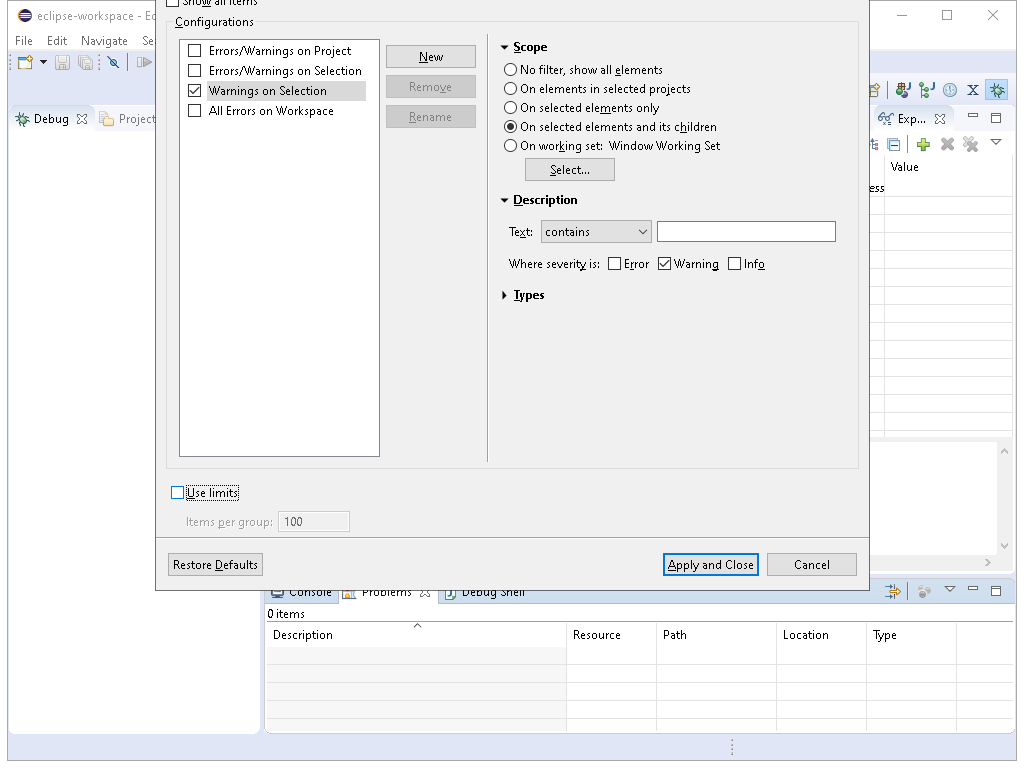 eclipse-workspace - Ec
Show all items
File Edit Navigate Se
Configurations
Errors/Warnings on Project
Errors/Warnings on Selection
Warnings on Selection
All Errors on Workspace
New
Remove
Rename
Scope
No filter, show all elements
On elements in selected projects
On selected elements only
On selected elements and its children
On working set: Window Working Set
Select...
Description
Text: contains
Where severity is: Error Warning Info
Types
Use limits
Items per group: 100
Restore Defaults
Apply and Close
Cancel
Debug
Project
Exp...
Value
ess
Console
Problems
Debug Shell
0 items
Description Resource Path Location Type